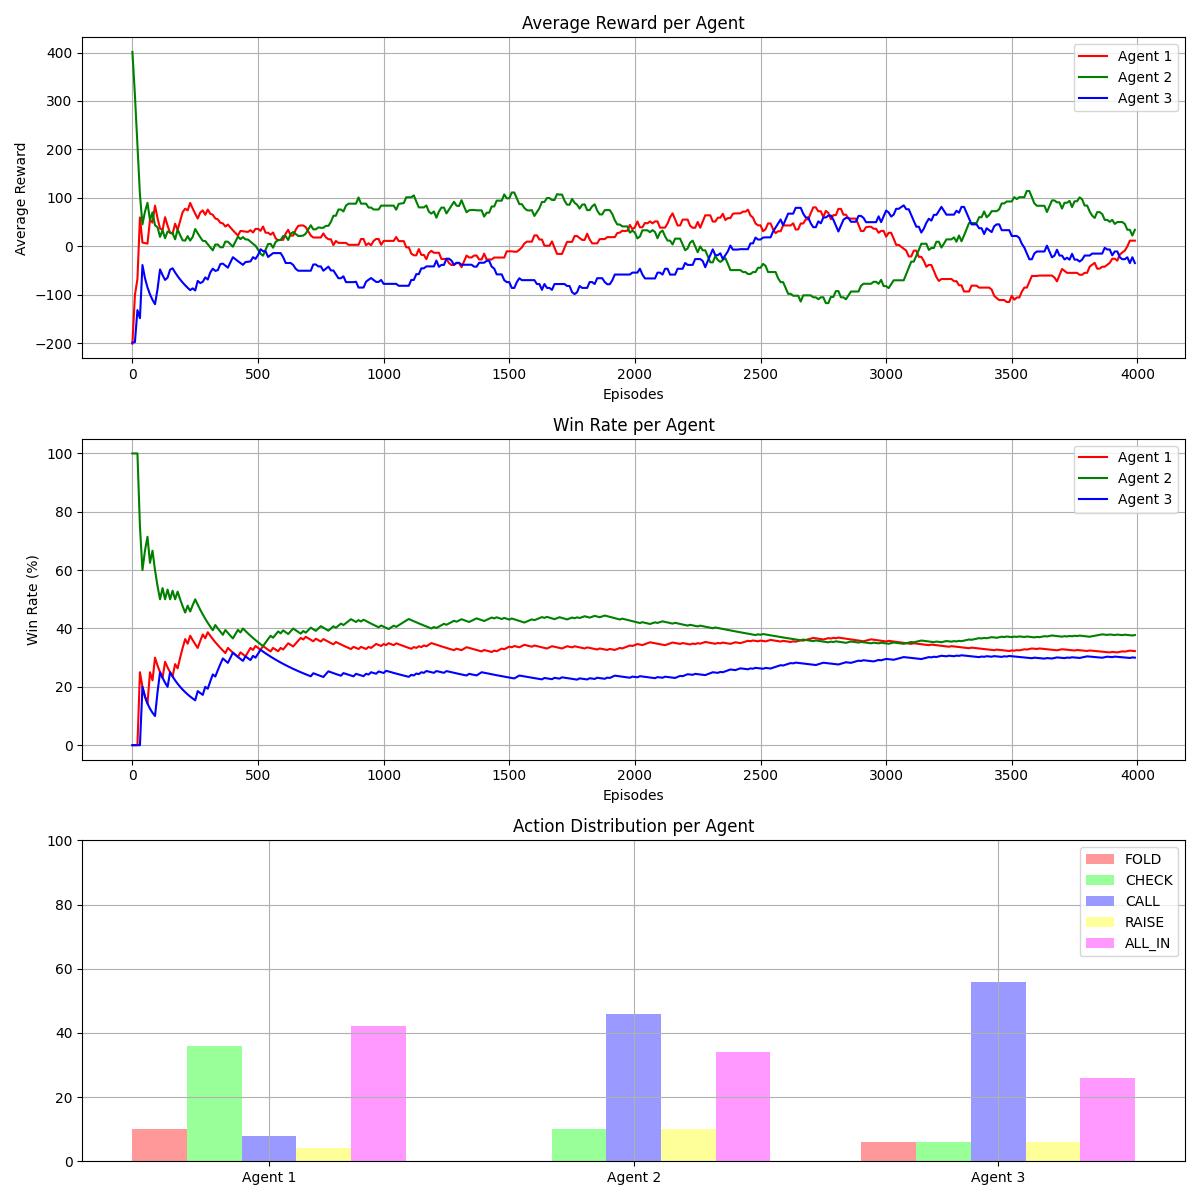 Average Reward per Agent
Average Reward
400
300
200
100
0
−100
−200
Agent 1
Agent 2
Agent 3
0 500 1000 1500 2000 2500 3000 3500 4000
Episodes
Win Rate per Agent
Win Rate (%)
100
80
60
40
20
0
Agent 1
Agent 2
Agent 3
0 500 1000 1500 2000 2500 3000 3500 4000
Episodes
Action Distribution per Agent
100
80
60
40
20
0
FOLD
CHECK
CALL
RAISE
ALL_IN
Agent 1 Agent 2 Agent 3